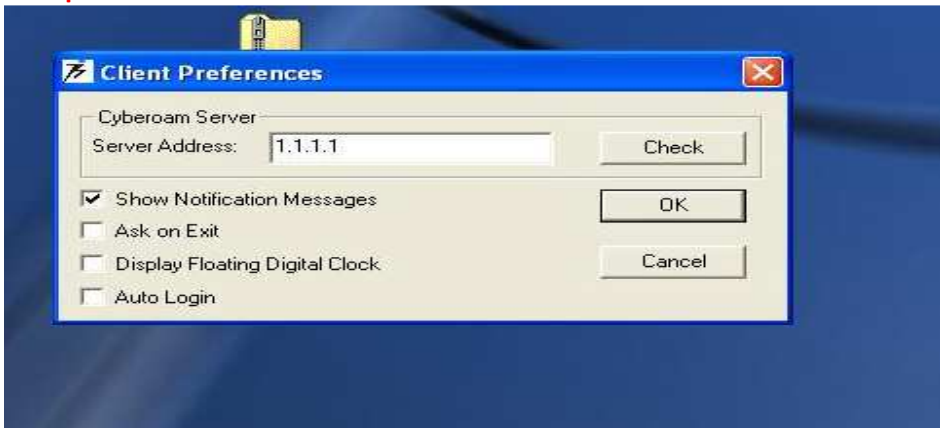 Client Preferences
Cyberoam Server
Server Address: 1.1.1.1 Check
Show Notification Messages OK
Ask on Exit
Display Floating Digital Clock Cancel
Auto Login